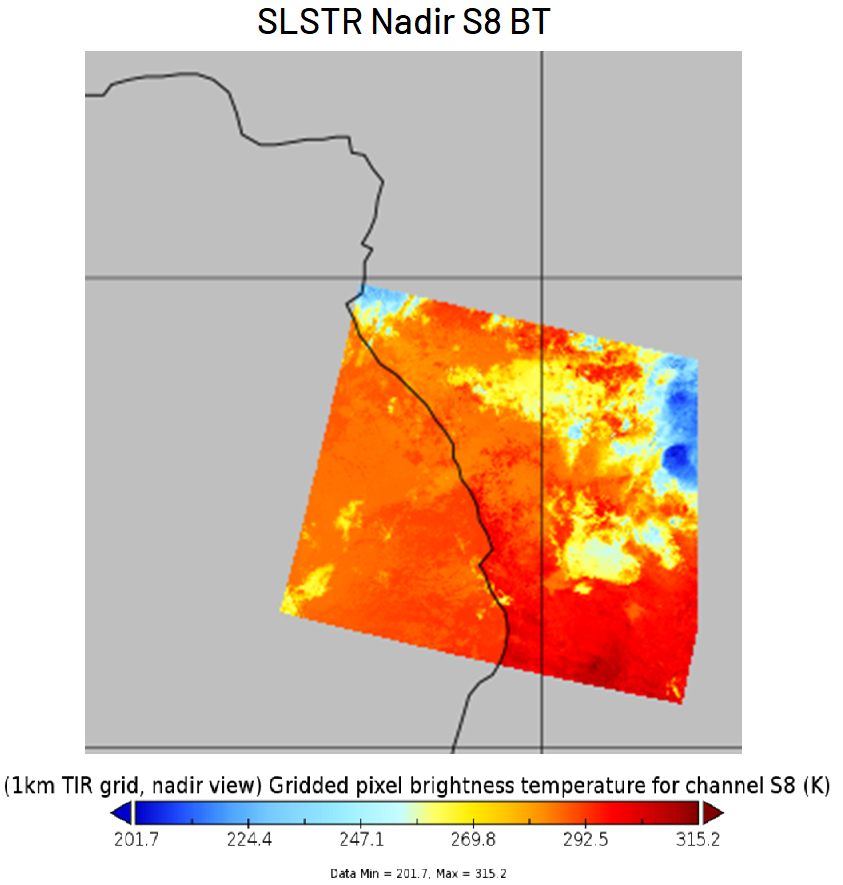 SLSTR Nadir S8 BT
(1km TIR grid, nadir view) Gridded pixel brightness temperature for channel S8 (K)
201.7 224.4 247.1 269.8 292.5 315.2
Data Min = 201.7, Max = 315.2